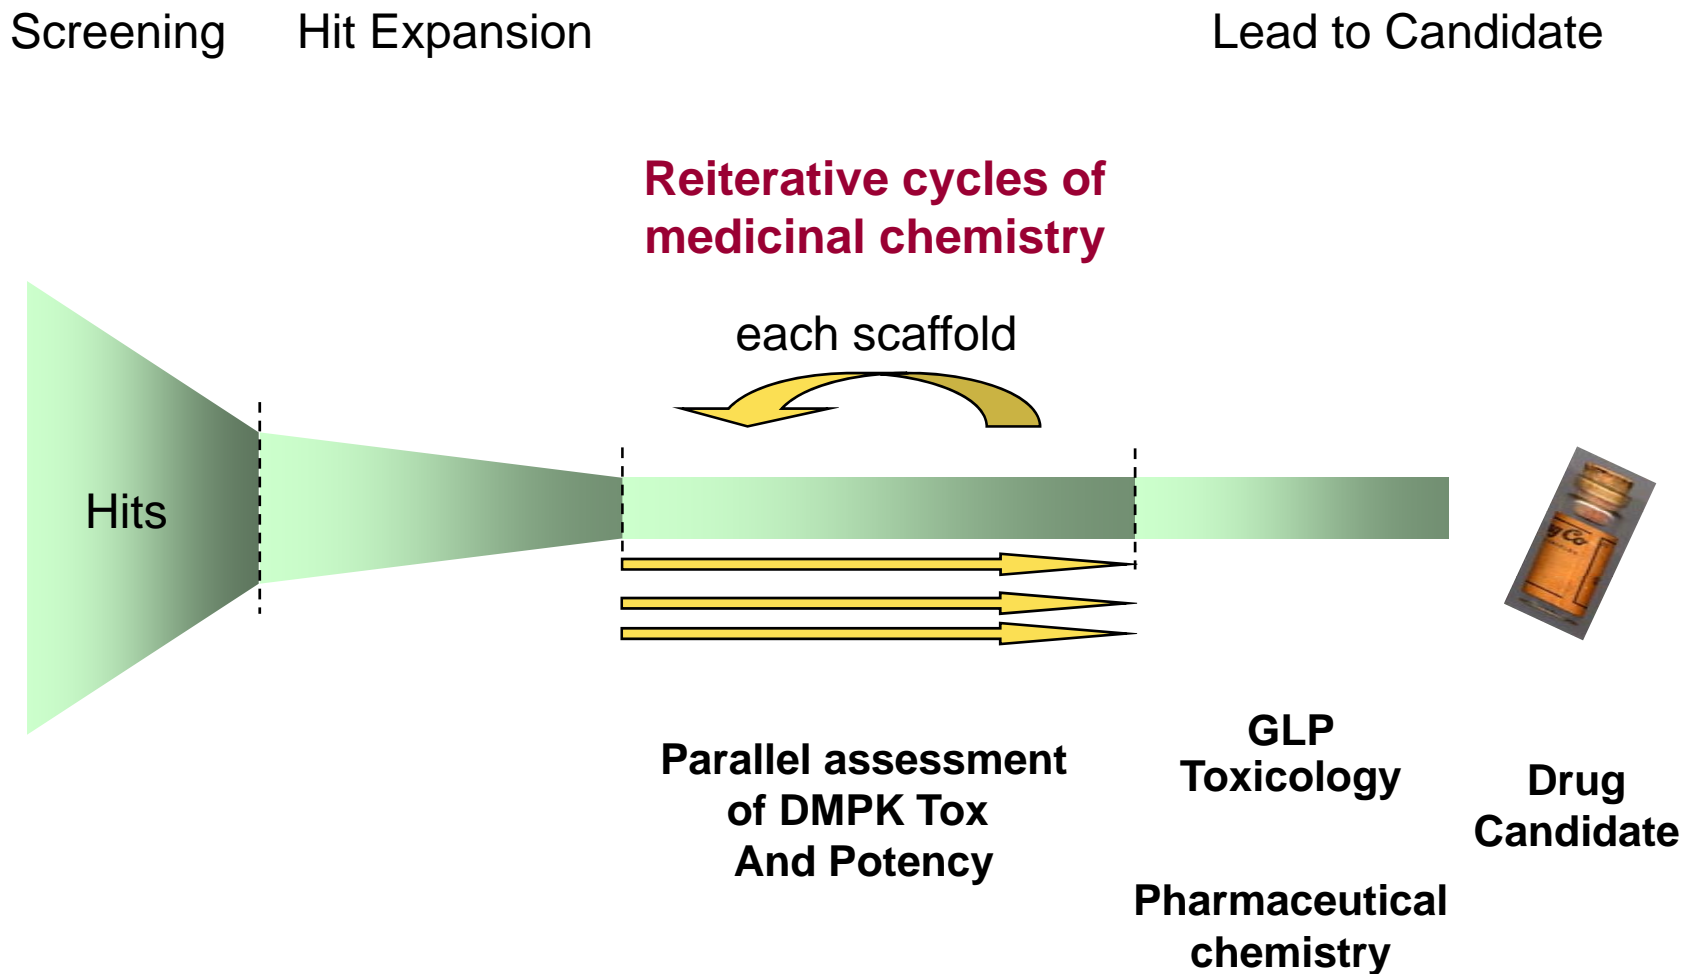 Screening Hit Expansion Lead to Candidate
Reiterative cycles of
medicinal chemistry
each scaffold
Hits
Parallel assessment
of DMPK Tox
And Potency
GLP
Toxicology
Pharmaceutical
chemistry
Drug
Candidate